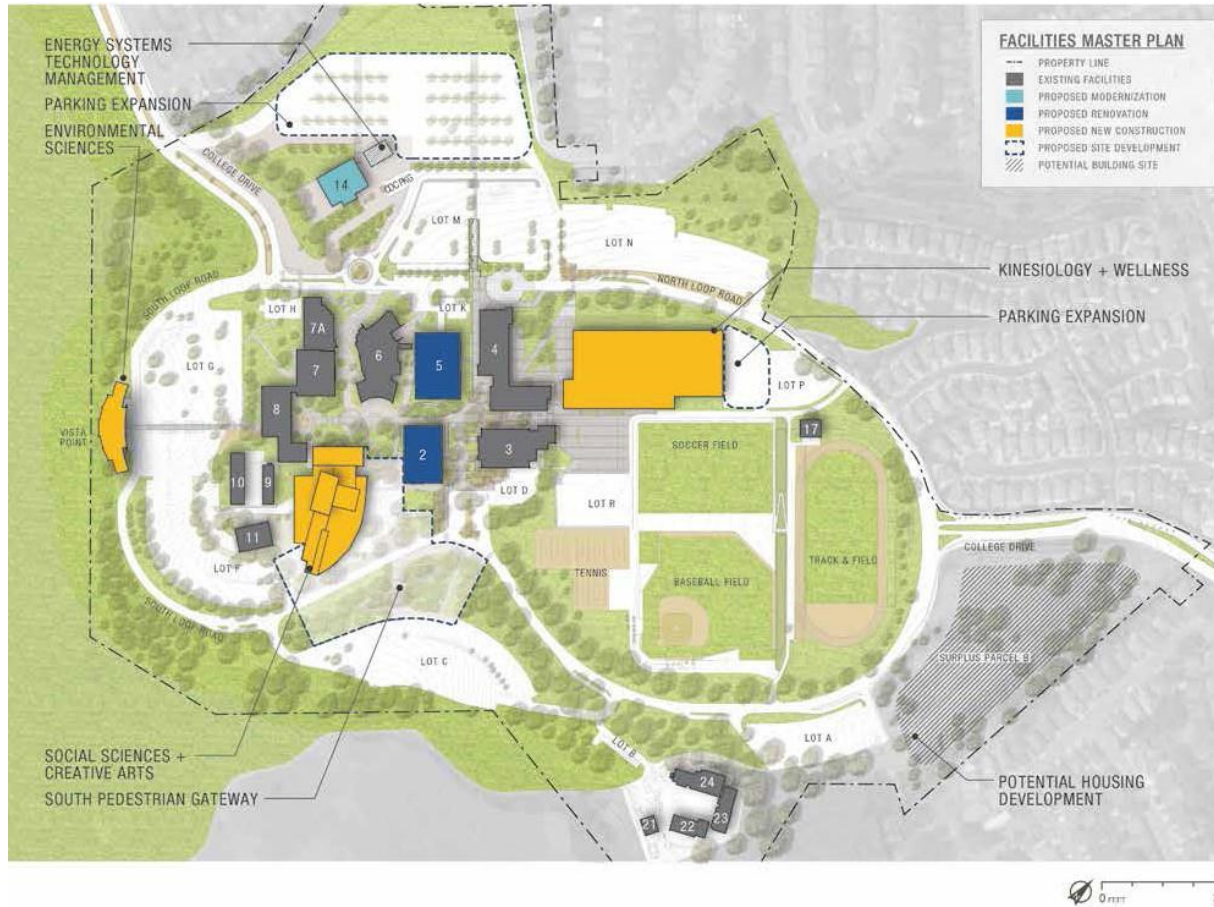 ENERGY SYSTEMS
TECHNOLOGY
MANAGEMENT
PARKING EXPANSION
ENVIRONMENTAL
SCIENCES
FACILITIES MASTER PLAN
PROPERTY LINE
EXISTING FACILITIES
PROPOSED MODERNIZATION
PROPOSED RENOVATION
PROPOSED NEW CONSTRUCTION
PROPOSED SITE DEVELOPMENT
POTENTIAL BUILDING SITE
COLLEGE DRIVE
14
CDC PKG
LOT M
LOT N
SOUTH LOOP ROAD
NORTH LOOP ROAD
KINESIOLOGY + WELLNESS
PARKING EXPANSION
LOT H
LOT K
7A
6
5
4
7
LOT G
LOT P
8
VISTA
POINT
17
2
3
SOCCER FIELD
10
9
LOT D
LOT R
11
LOT F
COLLEGE DRIVE
TENNIS
BASEBALL FIELD
TRACK & FIELD
SOUTH LOOP ROAD
LOT C
SURPLUS PARCEL B
LOT A
LOT B
SOCIAL SCIENCES +
CREATIVE ARTS
SOUTH PEDESTRIAN GATEWAY
24
23
21
22
POTENTIAL HOUSING
DEVELOPMENT
0 FEET